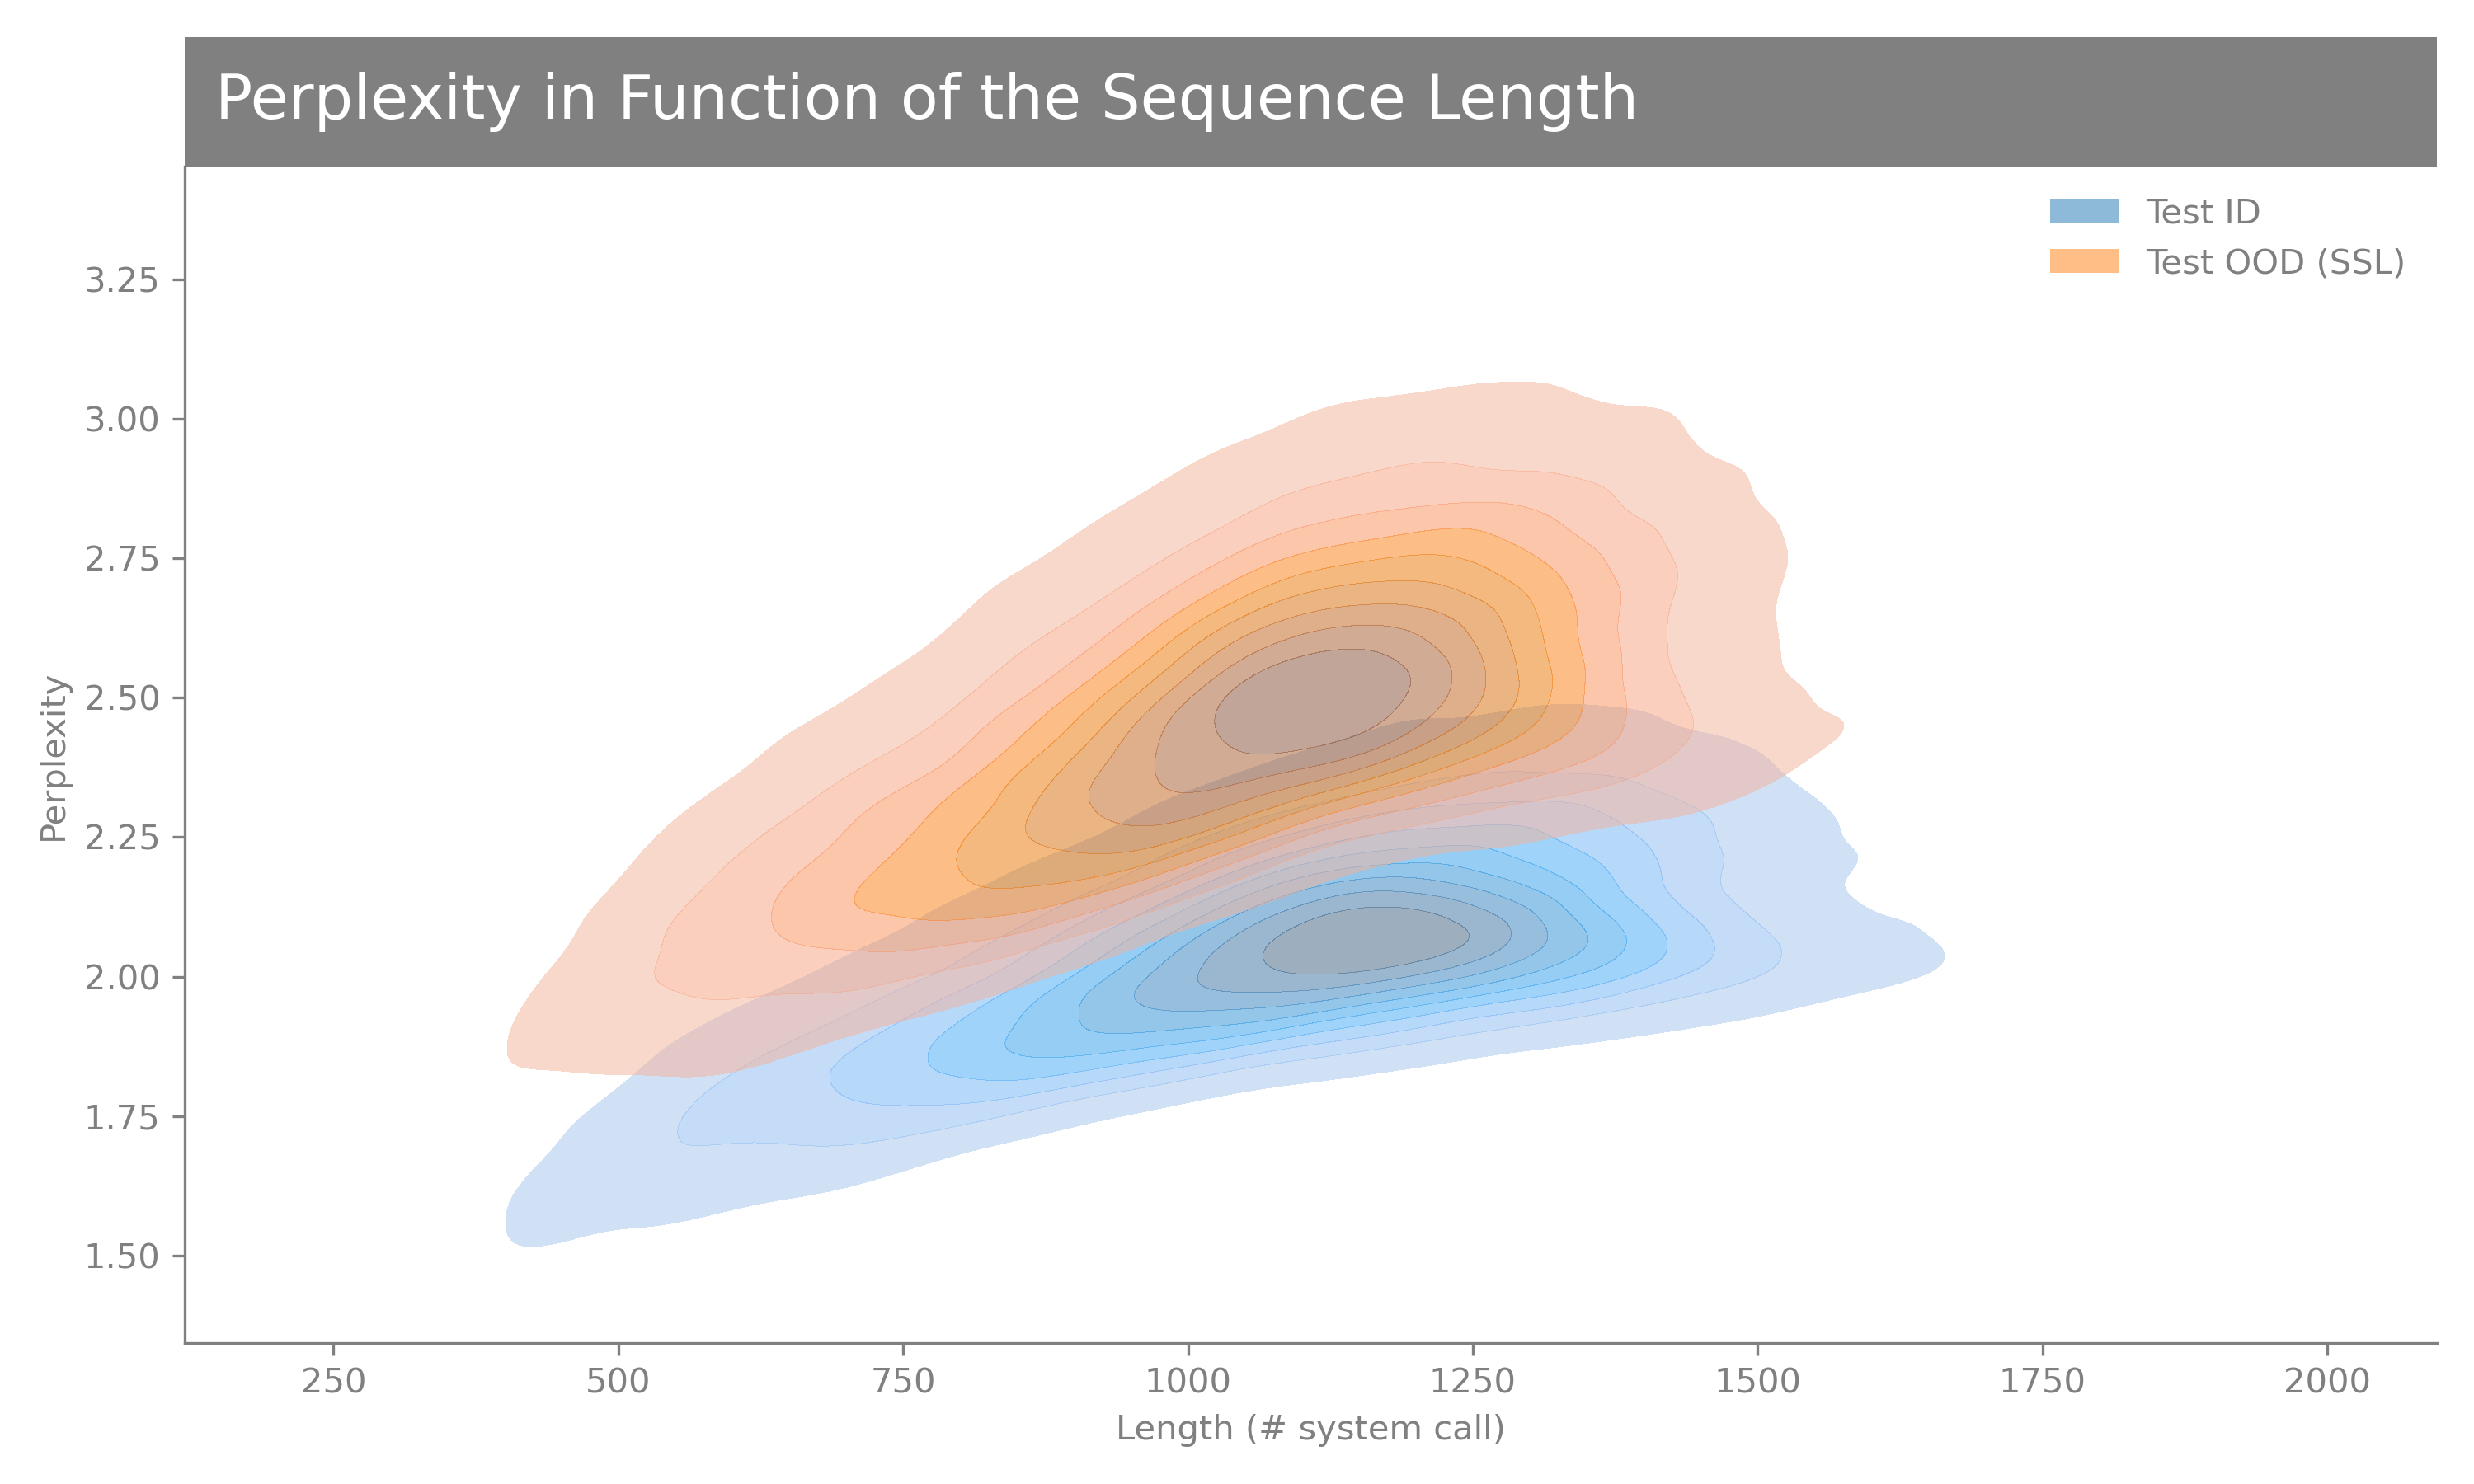 Perplexity in Function of the Sequence Length
Test ID
Test OOD (SSL)
3.25
3.00
2.75
2.50
2.25
2.00
1.75
1.50
Perplexity
250 500 750 1000 1250 1500 1750 2000
Length (# system call)